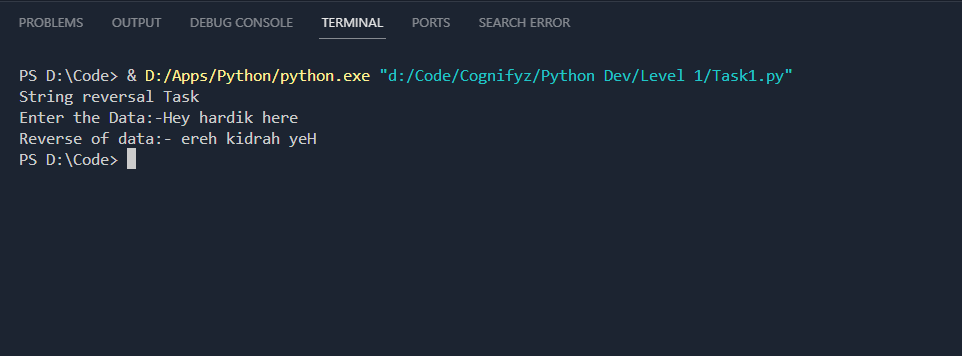 PROBLEMS OUTPUT DEBUG CONSOLE TERMINAL PORTS SEARCH ERROR
PS D:\Code> & D:/Apps/Python/python.exe "d:/Code/Cognifyz/Python Dev/Level 1/Task1.py"
String reversal Task
Enter the Data:-Hey hardik here
Reverse of data:- ereh kidrah yeH
PS D:\Code>